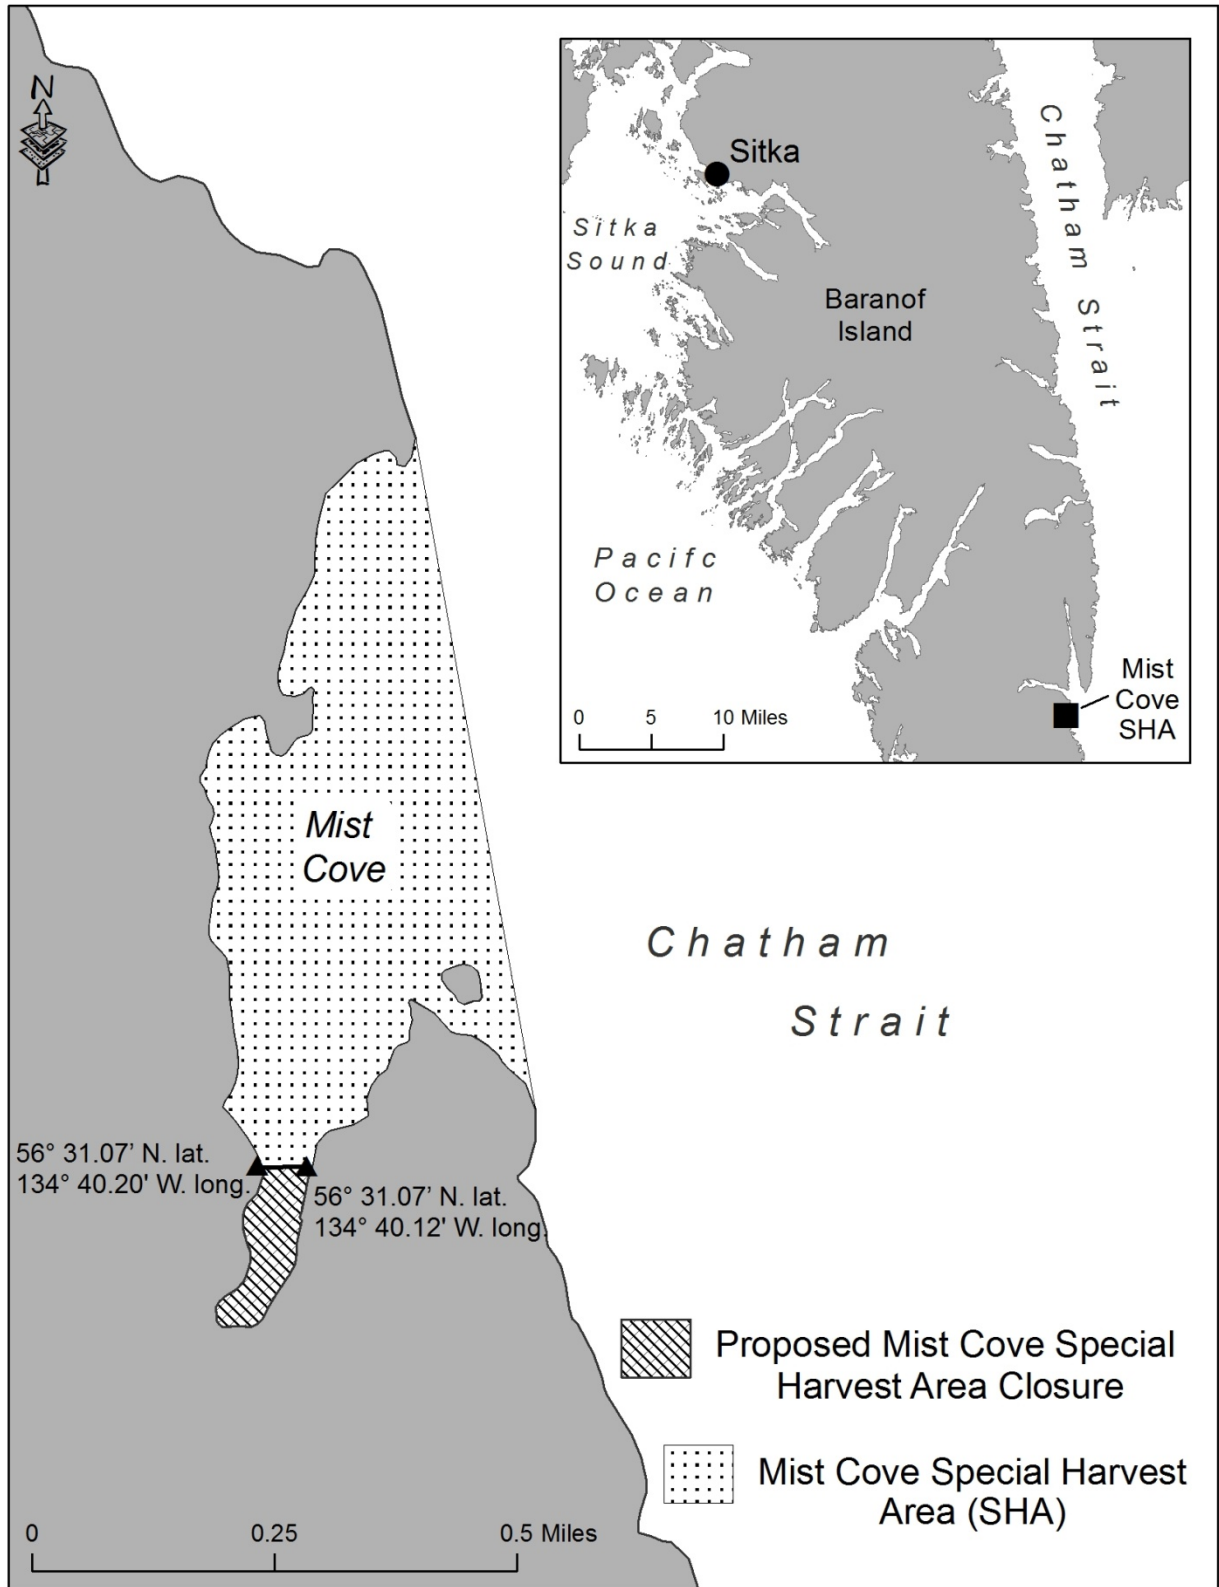 N
Sitka
Sitka
Sound
Chatham Strait
Baranof
Island
Pacifc
Ocean
Mist
Cove
SHA
0 5 10 Miles
Mist
Cove
Chatham
Strait
56° 31.07’ N. lat.
134° 40.20' W. long.
56° 31.07’ N. lat.
134° 40.12' W. long.
Proposed Mist Cove Special
Harvest Area Closure
Mist Cove Special Harvest
Area (SHA)
0 0.25 0.5 Miles